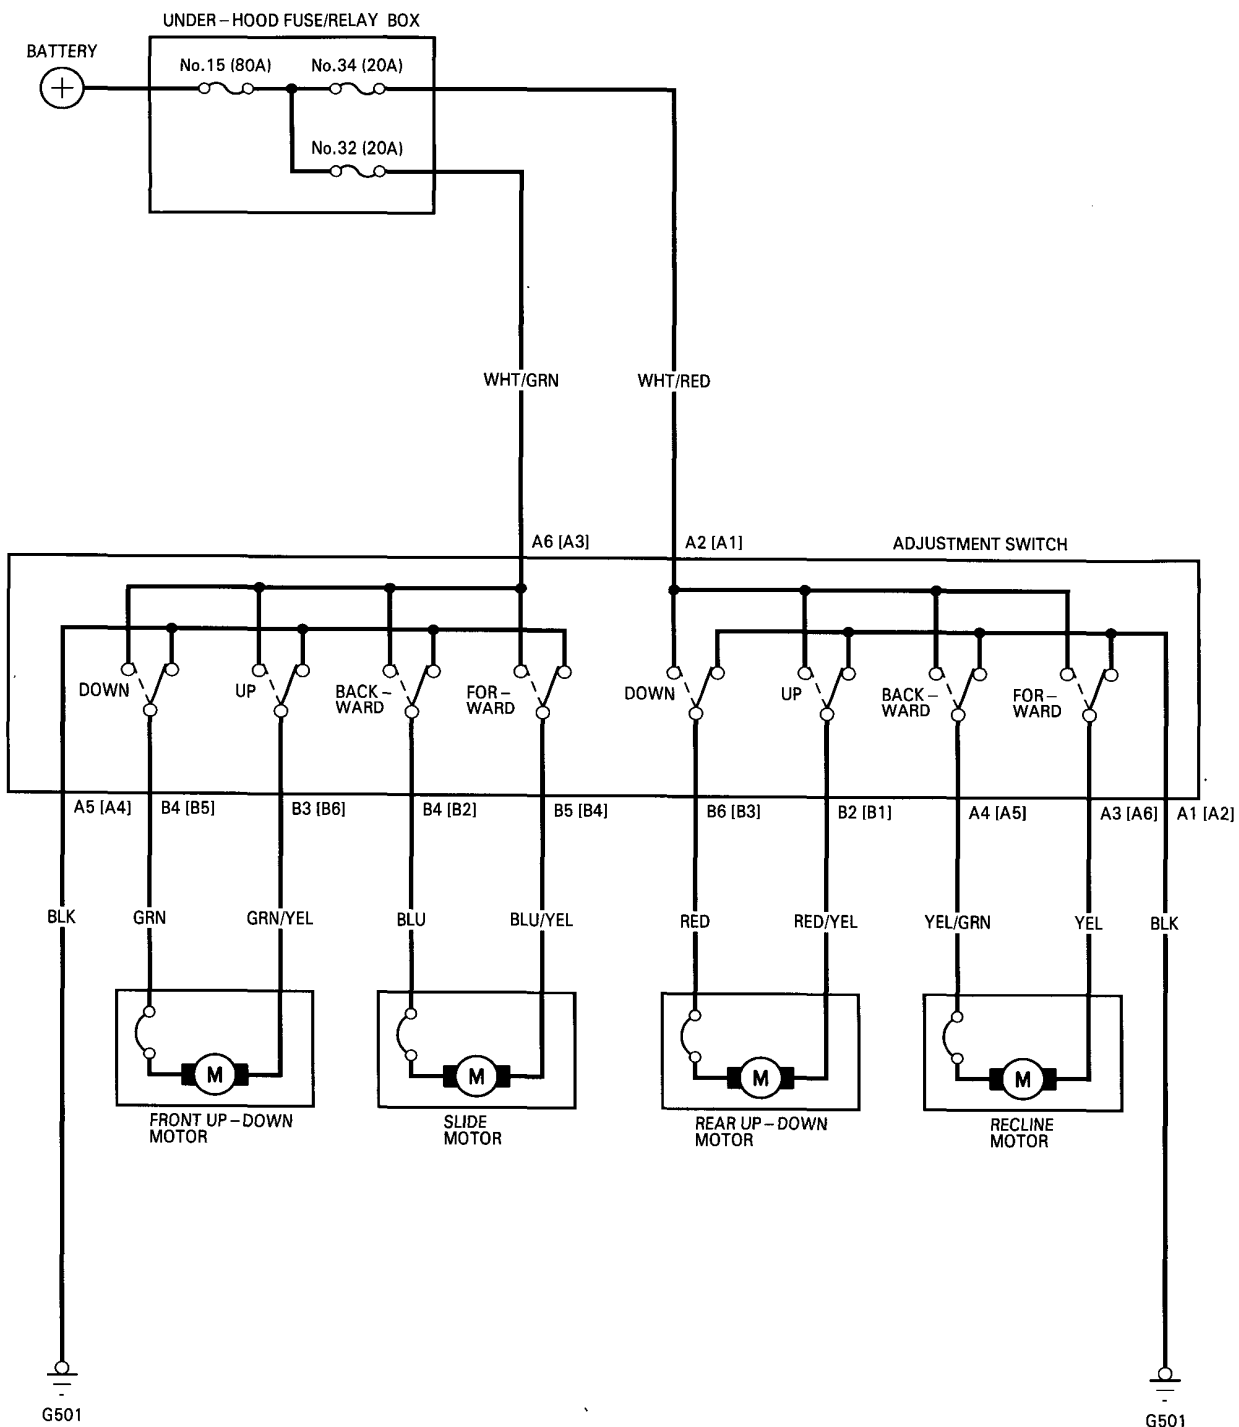 UNDER-HOOD FUSE/RELAY BOX
BATTERY
+
No.15 (80A)
No.34 (20A)
No.32 (20A)
WHT/GRN
WHT/RED
A6 [A3]
A2 [A1]
ADJUSTMENT SWITCH
DOWN
UP
BACK-
WARD
FOR-
WARD
DOWN
UP
BACK-
WARD
FOR-
WARD
A5 [A4]
B4 [B5]
B3 [B6]
B4 [B2]
B5 [B4]
B6 [B3]
B2 [B1]
A4 [A5]
A3 [A6]
A1 [A2]
BLK
GRN
GRN/YEL
BLU
BLU/YEL
RED
RED/YEL
YEL/GRN
YEL
BLK
M
M
M
M
FRONT UP-DOWN
MOTOR
SLIDE
MOTOR
REAR UP-DOWN
MOTOR
RECLINE
MOTOR
G501
G501